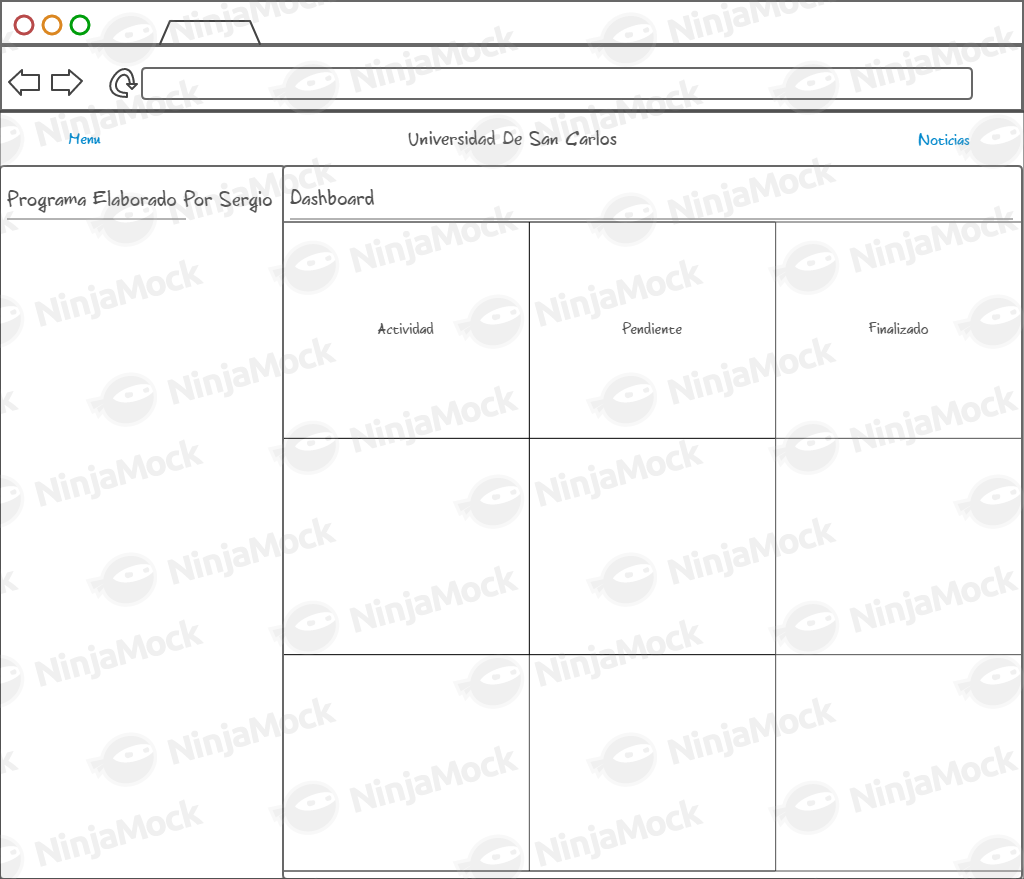 Menu
Universidad De San Carlos
Noticias
Programa Elaborado Por Sergio
Dashboard
Actividad
Pendiente
Finalizado
NinjaMock